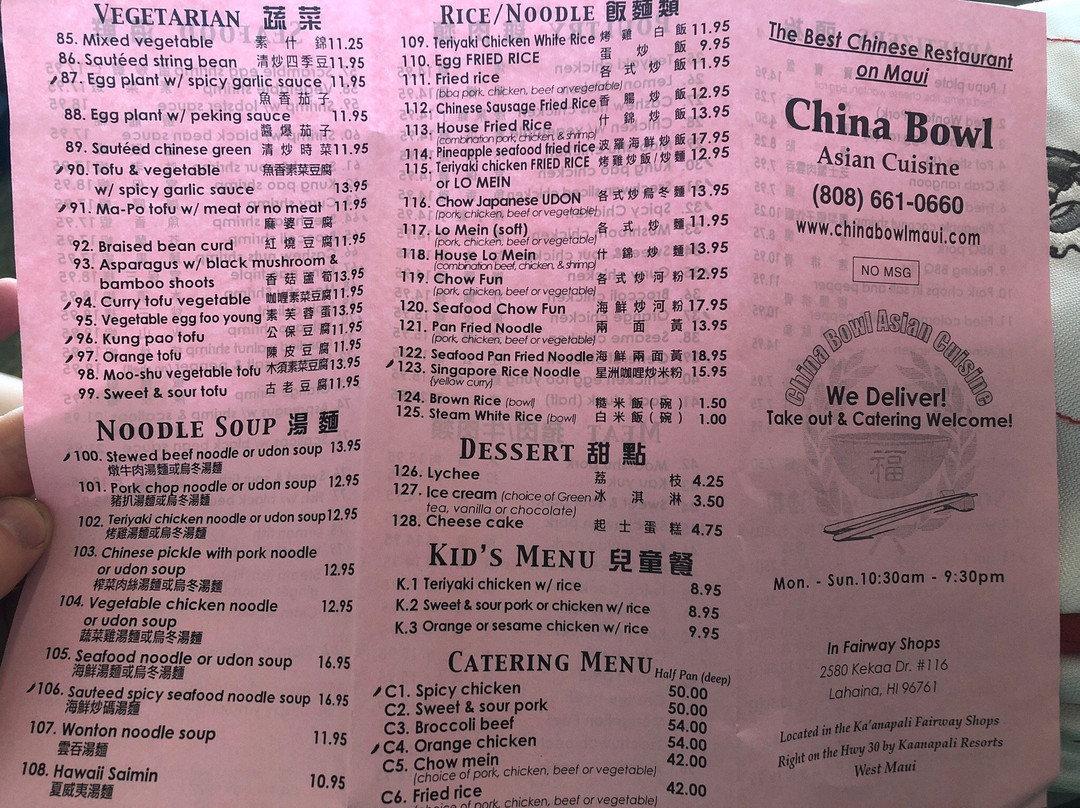 VEGETARIAN 蔬菜
85. Mixed vegetable 素什錦 11.25
86. Sautéed string bean 清炒四季豆 11.95
87. Egg plant w/ spicy garlic sauce 11.95
魚香茄子
88. Egg plant w/ peking sauce 11.95
醬爆茄子
89. Sautéed chinese green 清炒時菜 11.95
90. Tofu & vegetable 魚香素菜豆腐
w/ spicy garlic sauce 13.95
91. Ma-Po tofu w/ meat or no meat 11.95
麻婆豆腐
92. Braised bean curd 紅燒豆腐 11.95
93. Asparagus w/ black mushroom &
bamboo shoots 香菇蘆筍 13.95
94. Curry tofu vegetable 咖喱素菜豆腐 11.95
95. Vegetable egg foo young 素芙蓉蛋 13.95
96. Kung pao tofu 公保豆腐 11.95
97. Orange tofu 陳皮豆腐 11.95
98. Moo-shu vegetable tofu 木須素菜豆腐 13.95
99. Sweet & sour tofu 古老豆腐 11.95
NOODLE SOUP 湯麵
100. Stewed beef noodle or udon soup 13.95
燉牛肉湯麵或烏冬湯麵
101. Pork chop noodle or udon soup 12.95
豬扒湯麵或烏冬湯麵
102. Teriyaki chicken noodle or udon soup 12.95
烤雞湯麵或烏冬湯麵
103. Chinese pickle with pork noodle
or udon soup 12.95
榨菜肉絲湯麵或烏冬湯麵
104. Vegetable chicken noodle 12.95
or udon soup
蔬菜雞湯麵或烏冬湯麵
105. Seafood noodle or udon soup 16.95
海鮮湯麵或烏冬湯麵
106. Sauteed spicy seafood noodle soup 16.95
海鮮炒碼湯麵
107. Wonton noodle soup 11.95
雲吞湯麵
108. Hawaii Saimin 10.95
夏威夷湯麵
RICE/NOODLE 飯麵類
109. Teriyaki Chicken White Rice 烤雞白飯 11.95
110. Egg FRIED RICE 蛋炒飯 9.95
111. Fried rice 各式炒飯 11.95
(bbq pork, chicken, beef or vegetable)
112. Chinese Sausage Fried Rice 香腸炒飯 12.95
113. House Fried Rice 什錦炒飯 13.95
(combination pork, chicken, & shrimp)
114. Pineapple seafood fried rice 波羅海鮮炒飯 17.95
115. Teriyaki chicken FRIED RICE 烤雞炒飯/炒麵 12.95
or LO MEIN
116. Chow Japanese UDON 各式炒烏冬麵 13.95
(pork, chicken, beef or vegetable)
117. Lo Mein (soft) 各式炒麵 11.95
(pork, chicken, beef or vegetable)
118. House Lo Mein 什錦炒麵 13.95
(combination beef, chicken, & shrimp)
119. Chow Fun 各式炒河粉 12.95
(pork, chicken, beef or vegetable)
120. Seafood Chow Fun 海鮮炒河粉 17.95
121. Pan Fried Noodle 兩面黃 13.95
(pork, chicken, beef or vegetable)
122. Seafood Pan Fried Noodle 海鮮兩面黃 18.95
123. Singapore Rice Noodle 星洲咖哩炒米粉 15.95
(yellow curry)
124. Brown Rice (bowl) 糙米飯(碗) 1.50
125. Steam White Rice (bowl) 白米飯(碗) 1.00
DESSERT 甜點
126. Lychee 荔枝 4.25
127. Ice cream (choice of Green 冰淇淋 3.50
tea, vanilla or chocolate)
128. Cheese cake 起士蛋糕 4.75
KID'S MENU 兒童餐
K.1 Teriyaki chicken w/ rice 8.95
K.2 Sweet & sour pork or chicken w/ rice 8.95
K.3 Orange or sesame chicken w/ rice 9.95
CATERING MENU Half Pan (deep)
C1. Spicy chicken 50.00
C2. Sweet & sour pork 50.00
C3. Broccoli beef 54.00
C4. Orange chicken 54.00
C5. Chow mein 42.00
(choice of pork, chicken, beef or vegetable)
C6. Fried rice 42.00
(choice of pork, chicken, beef or vegetable)
The Best Chinese Restaurant
on Maui
China Bowl
Asian Cuisine
(808) 661-0660
www.chinabowlmaui.com
NO MSG
China Bowl Asian Cuisine
We Deliver!
Take out & Catering Welcome!
福
Mon. - Sun. 10:30am - 9:30pm
In Fairway Shops
2580 Kekaa Dr. #116
Lahaina, HI 96761
Located in the Ka'anapali Fairway Shops
Right on the Hwy 30 by Kaanapali Resorts
West Maui